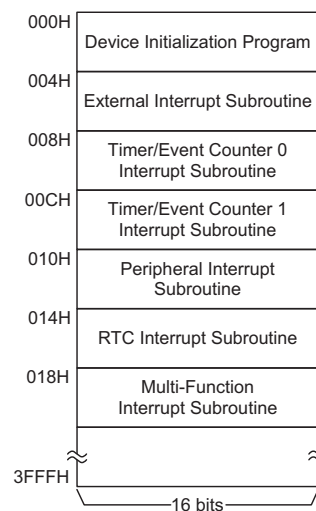 000H
Device Initialization Program
004H
External Interrupt Subroutine
008H
Timer/Event Counter 0
Interrupt Subroutine
00CH
Timer/Event Counter 1
Interrupt Subroutine
010H
Peripheral Interrupt
Subroutine
014H
RTC Interrupt Subroutine
018H
Multi-Function
Interrupt Subroutine
3FFFH
16 bits